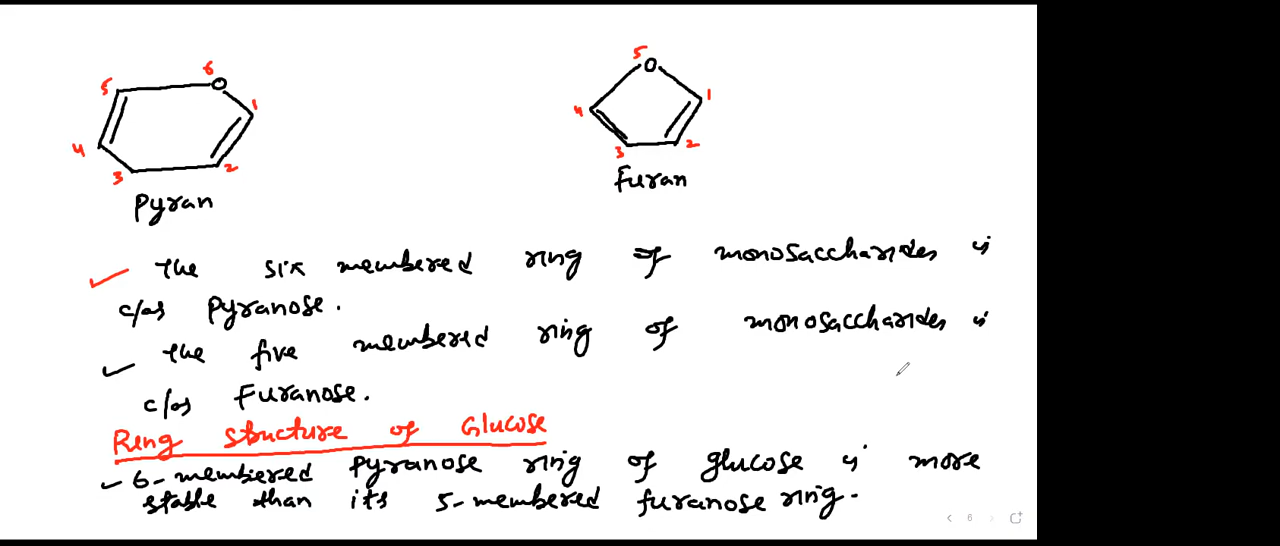 6
5
1
4
3
2
Pyran
5
4
1
3
2
Furan
The six membered ring of monosaccharides is
c/as Pyranose.
The five membered ring of monosaccharides is
c/as Furanose.
Ring structure of Glucose
6-membered pyranose ring of glucose is more
stable than its 5-membered furanose ring.
6